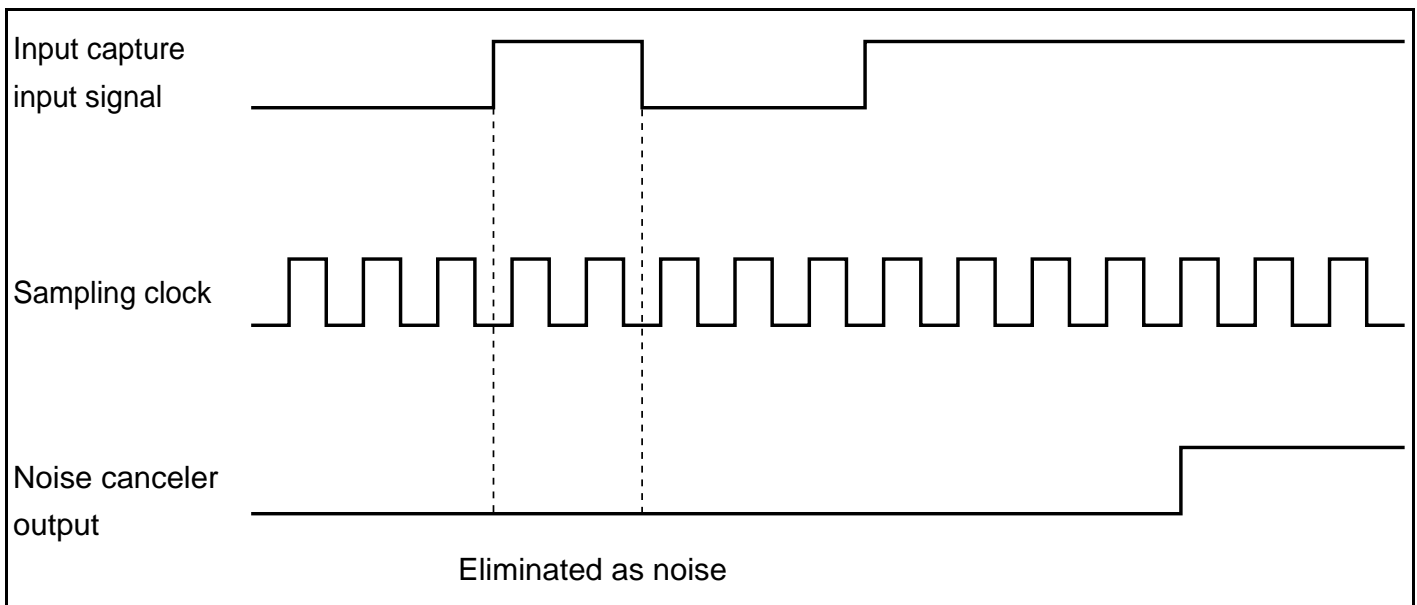 Input capture
input signal
Sampling clock
Noise canceler
output
Eliminated as noise